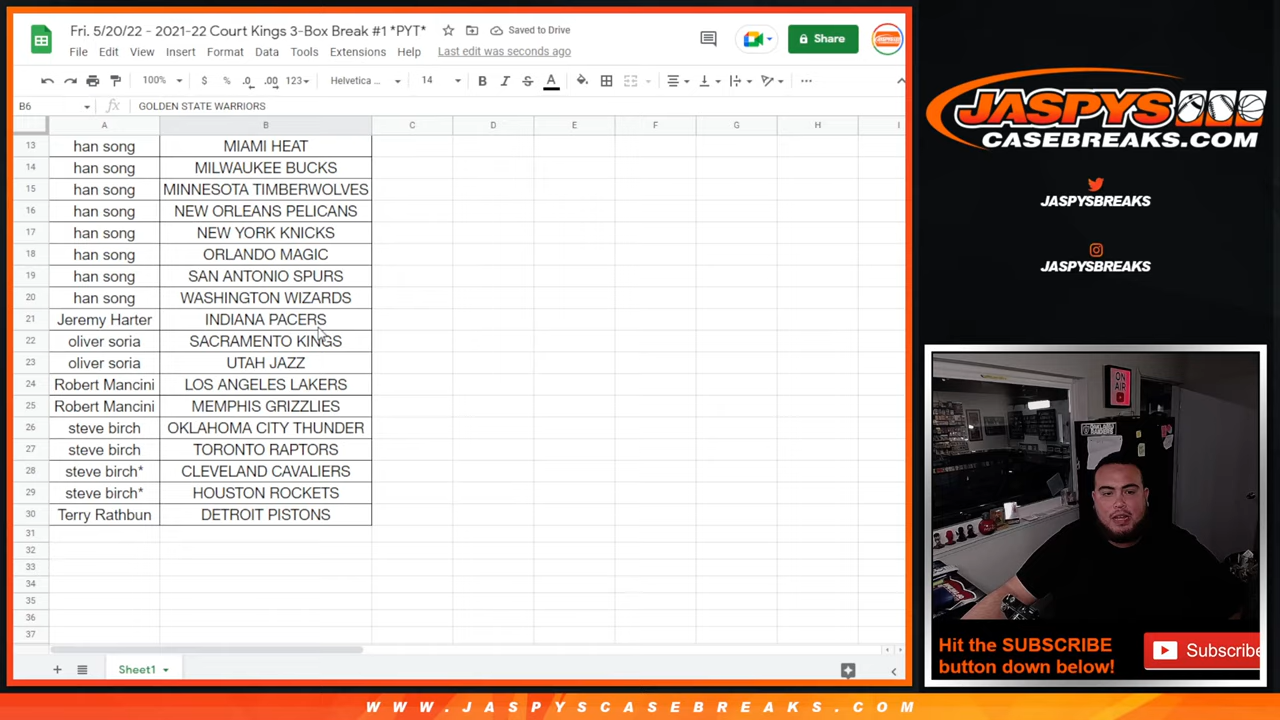 Fri. 5/20/22 - 2021-22 Court Kings 3-Box Break #1 *PYT*
Saved to Drive
File Edit View Insert Format Data Tools Extensions Help Last edit was seconds ago
Share
100% $ % .0 .00 123 Helvetica ... 14 B I S A
B6 fx GOLDEN STATE WARRIORS
A B C D E F G H I
13 han song MIAMI HEAT
14 han song MILWAUKEE BUCKS
15 han song MINNESOTA TIMBERWOLVES
16 han song NEW ORLEANS PELICANS
17 han song NEW YORK KNICKS
18 han song ORLANDO MAGIC
19 han song SAN ANTONIO SPURS
20 han song WASHINGTON WIZARDS
21 Jeremy Harter INDIANA PACERS
22 oliver soria SACRAMENTO KINGS
23 oliver soria UTAH JAZZ
24 Robert Mancini LOS ANGELES LAKERS
25 Robert Mancini MEMPHIS GRIZZLIES
26 steve birch OKLAHOMA CITY THUNDER
27 steve birch TORONTO RAPTORS
28 steve birch* CLEVELAND CAVALIERS
29 steve birch* HOUSTON ROCKETS
30 Terry Rathbun DETROIT PISTONS
31
32
33
34
35
36
37
Sheet1
JASPYS
CASEBREAKS.COM
JASPYSBREAKS
JASPYSBREAKS
ON AIR
Hit the SUBSCRIBE
button down below!
Subscribe
WWW.JASPYSCASEBREAKS.COM